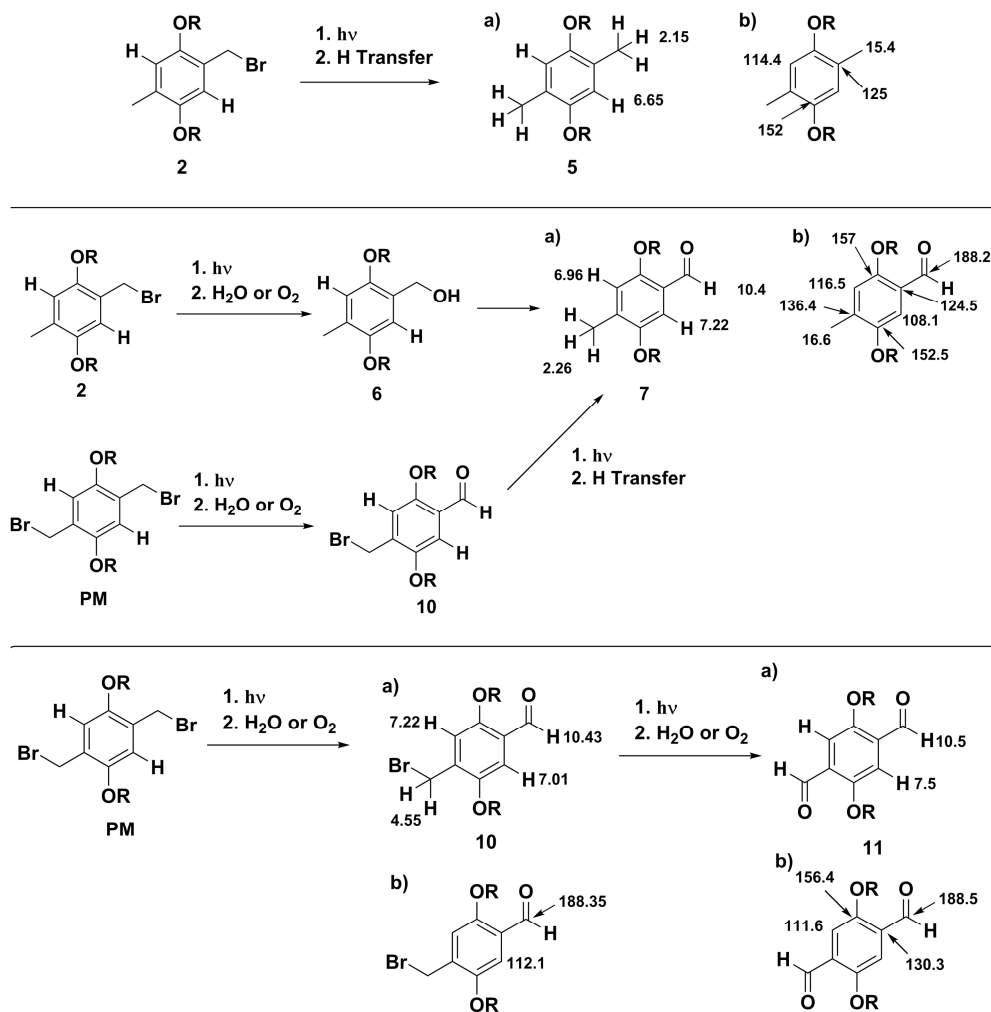 OR
a)
OR
H
b)
OR
H
Br
1. hν
2. H Transfer
H 2.15
H
114.4
15.4
H
H
H 6.65
125
OR
H
H
OR
152
OR
2
5
OR
H
Br
1. hν
2. H₂O or O₂
OR
H
OH
a)
OR
O
6.96 H
H
10.4
b)
157
OR
O
188.2
H
116.5
124.5
H
OR
2
H
OR
6
H
H
H
H 7.22
2.26
OR
7
136.4
108.1
16.6
OR
152.5
OR
H
Br
Br
H
OR
PM
1. hν
2. H₂O or O₂
OR
O
H
H
Br
H
OR
10
1. hν
2. H Transfer
OR
H
Br
Br
H
OR
PM
1. hν
2. H₂O or O₂
a)
OR
O
7.22 H
H 10.43
Br
H
H
H 7.01
4.55
OR
10
1. hν
2. H₂O or O₂
a)
OR
O
H
H 10.5
H
O
H 7.5
OR
11
b)
OR
O
188.35
H
Br
112.1
OR
b)
156.4
OR
O
188.5
111.6
H
H
130.3
O
OR